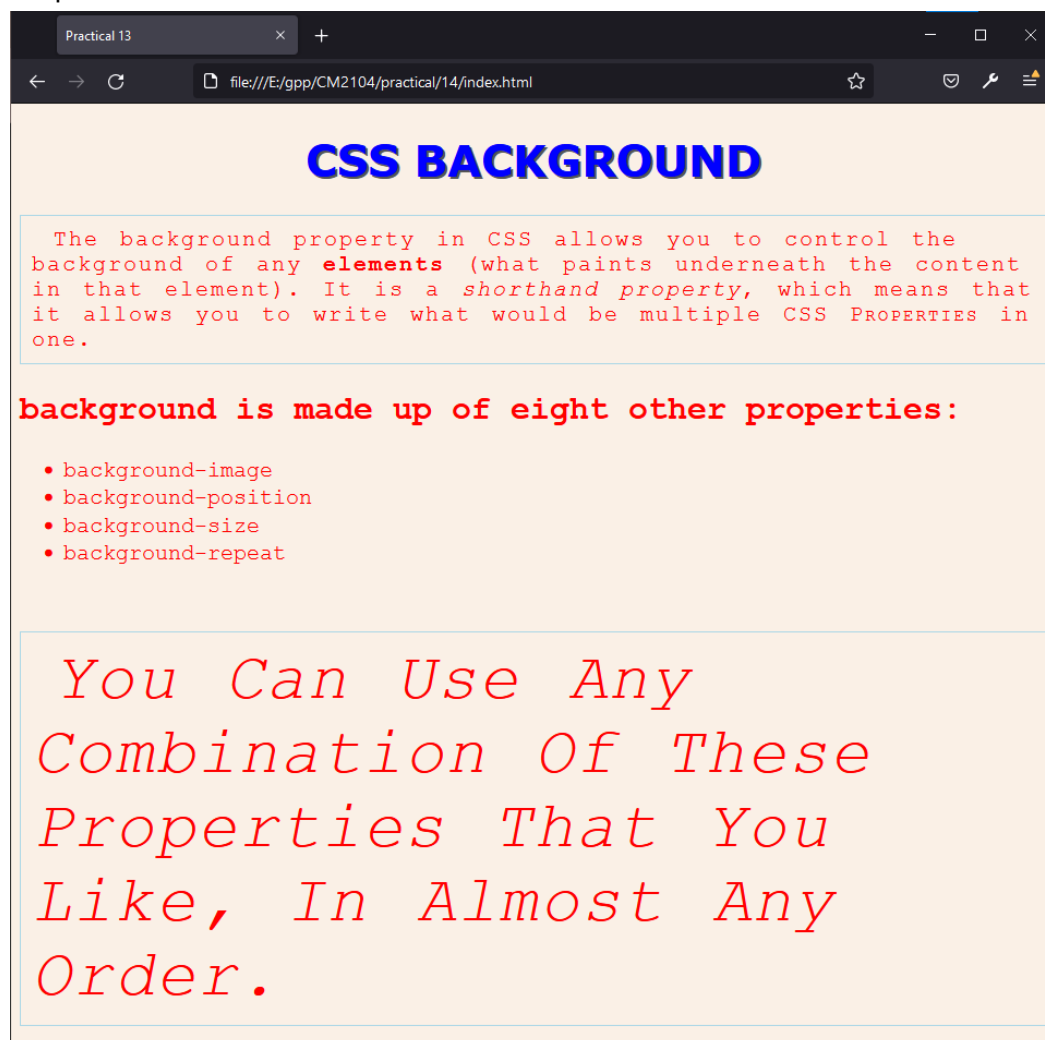 Practical 13
file:///E:/gpp/CM2104/practical/14/index.html
CSS BACKGROUND
The background property in CSS allows you to control the
background of any elements (what paints underneath the content
in that element). It is a shorthand property, which means that
it allows you to write what would be multiple CSS PROPERTIES in
one.
background is made up of eight other properties:
• background-image
• background-position
• background-size
• background-repeat
You Can Use Any
Combination Of These
Properties That You
Like, In Almost Any
Order.